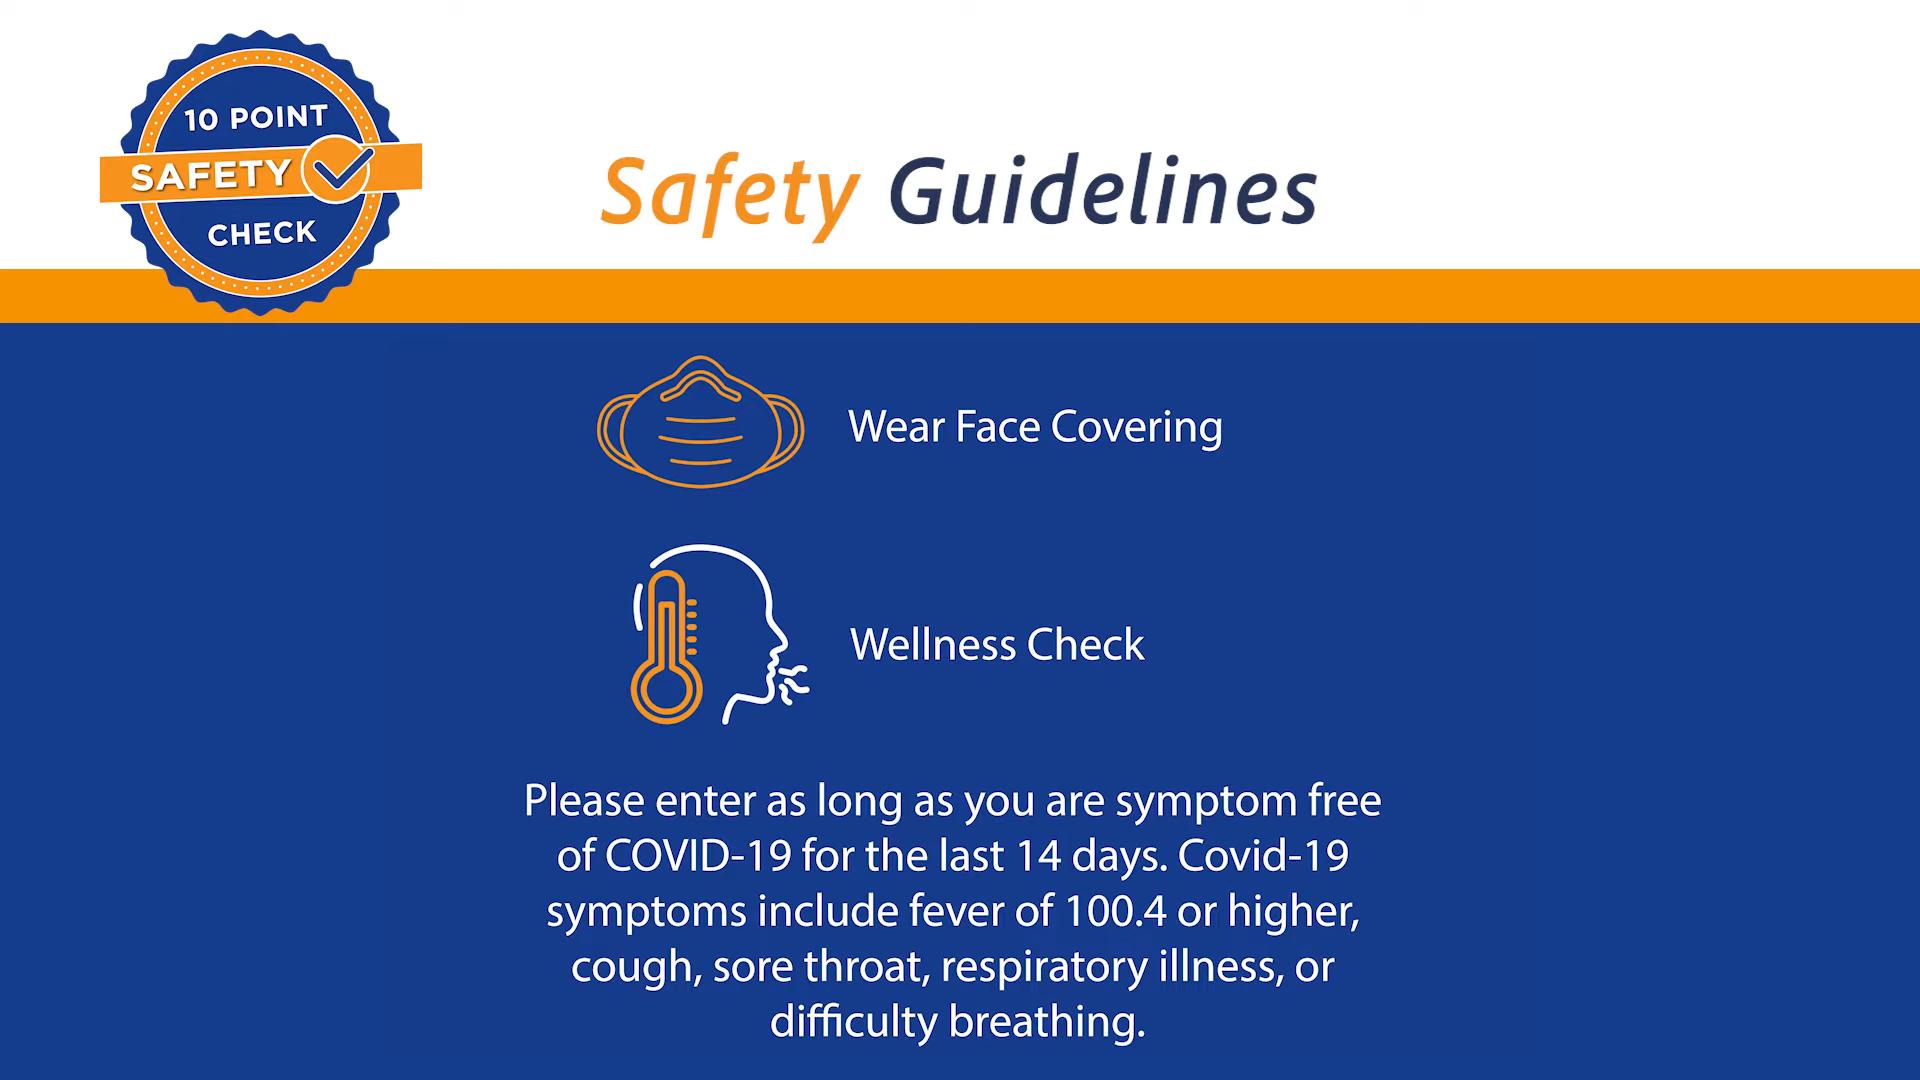 10 POINT
SAFETY
CHECK
Safety Guidelines
Wear Face Covering
Wellness Check
Please enter as long as you are symptom free
of COVID-19 for the last 14 days. Covid-19
symptoms include fever of 100.4 or higher,
cough, sore throat, respiratory illness, or
difficulty breathing.